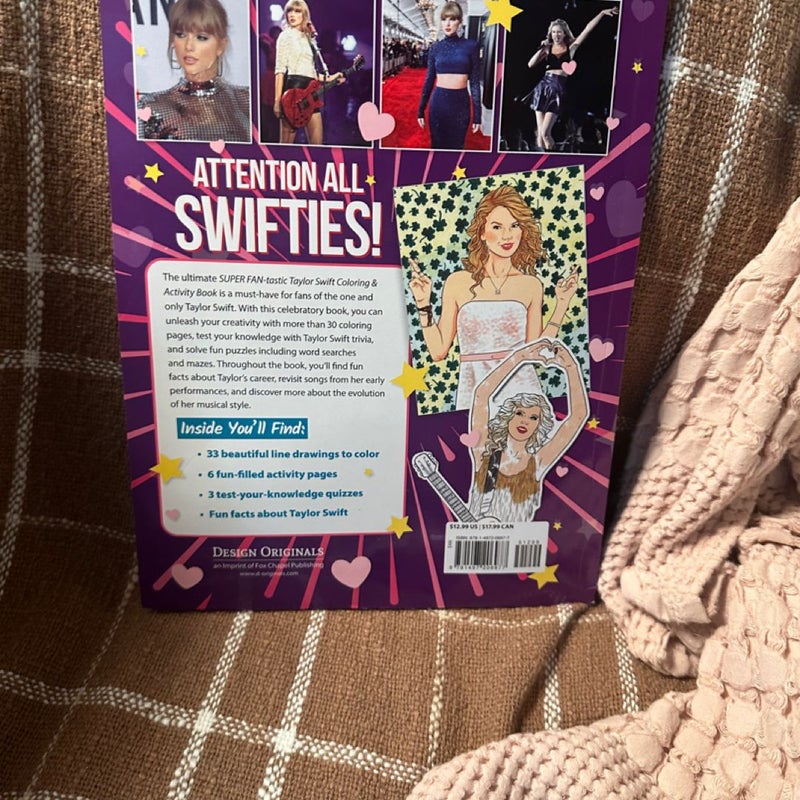 ATTENTION ALL
SWIFTIES!
The ultimate SUPER FAN-tastic Taylor Swift Coloring &
Activity Book is a must-have for fans of the one and
only Taylor Swift. With this celebratory book, you can
unleash your creativity with more than 30 coloring
pages, test your knowledge with Taylor Swift trivia,
and solve fun puzzles including word searches
and mazes. Throughout the book, you'll find fun
facts about Taylor's career, revisit songs from her early
performances, and discover more about the evolution
of her musical style.
Inside You'll Find:
• 33 beautiful line drawings to color
• 6 fun-filled activity pages
• 3 test-your-knowledge quizzes
• Fun facts about Taylor Swift
DESIGN ORIGINALS
an Imprint of Fox Chapel Publishing
www.d-originals.com
$12.99 US | $17.99 CAN
51299